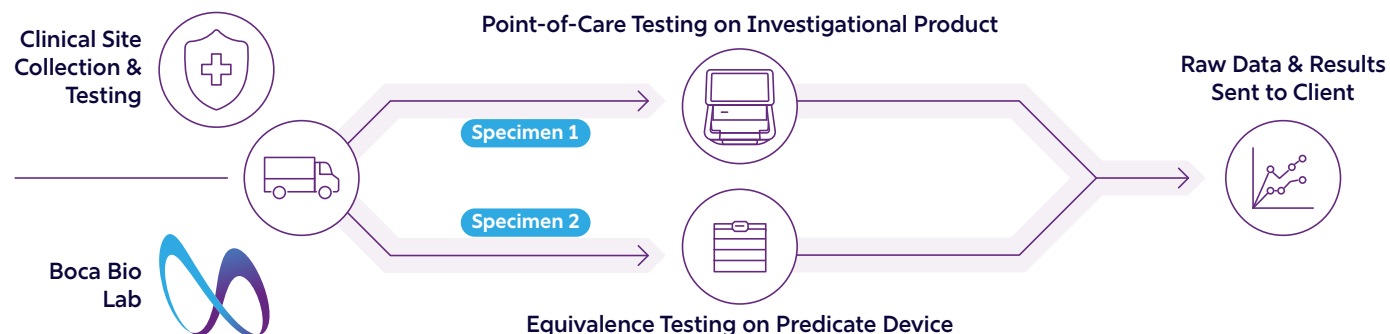 Point-of-Care Testing on Investigational Product
Clinical Site
Collection &
Testing
Specimen 1
Raw Data & Results
Sent to Client
Specimen 2
Boca Bio
Lab
Equivalence Testing on Predicate Device